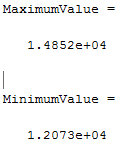 MaximumValue =
1.4852e+04
MinimumValue =
1.2073e+04